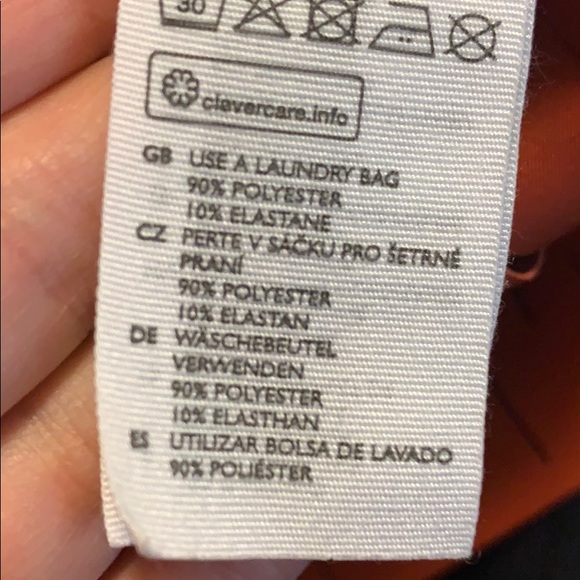 30
clevercare.info
GB USE A LAUNDRY BAG
90% POLYESTER
10% ELASTANE
CZ PERTE V SÁČKU PRO ŠETRNÉ
PRANÍ
90% POLYESTER
10% ELASTAN
DE WÄSCHEBEUTEL
VERWENDEN
90% POLYESTER
10% ELASTHAN
ES UTILIZAR BOLSA DE LAVADO
90% POLIÉSTER